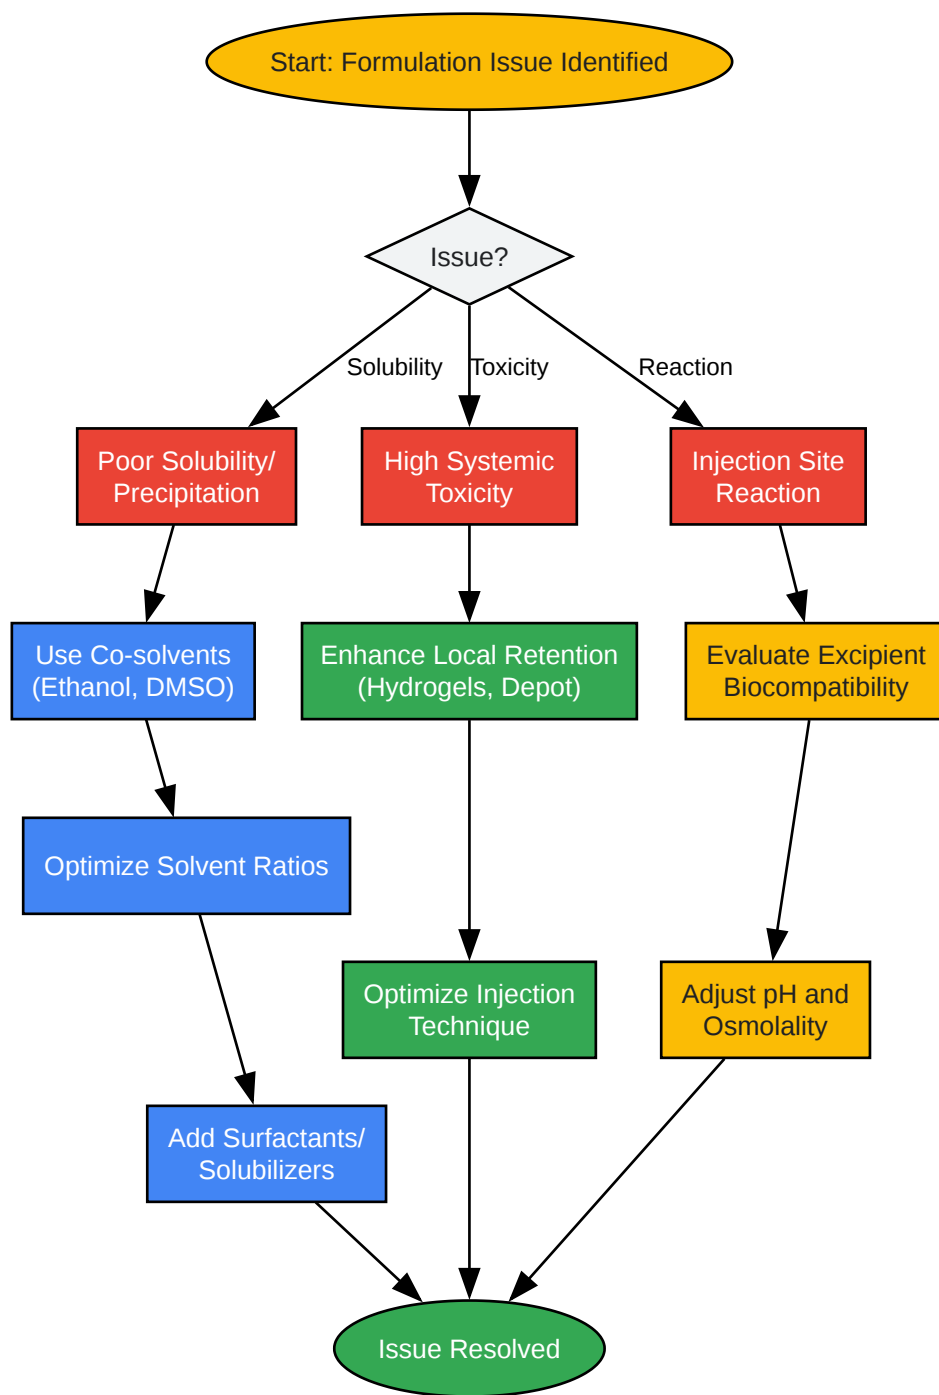 Start: Formulation Issue Identified
Issue?
Solubility
Toxicity
Reaction
Poor Solubility/
Precipitation
High Systemic
Toxicity
Injection Site
Reaction
Use Co-solvents
(Ethanol, DMSO)
Enhance Local Retention
(Hydrogels, Depot)
Evaluate Excipient
Biocompatibility
Optimize Solvent Ratios
Optimize Injection
Technique
Adjust pH and
Osmolality
Add Surfactants/
Solubilizers
Issue Resolved